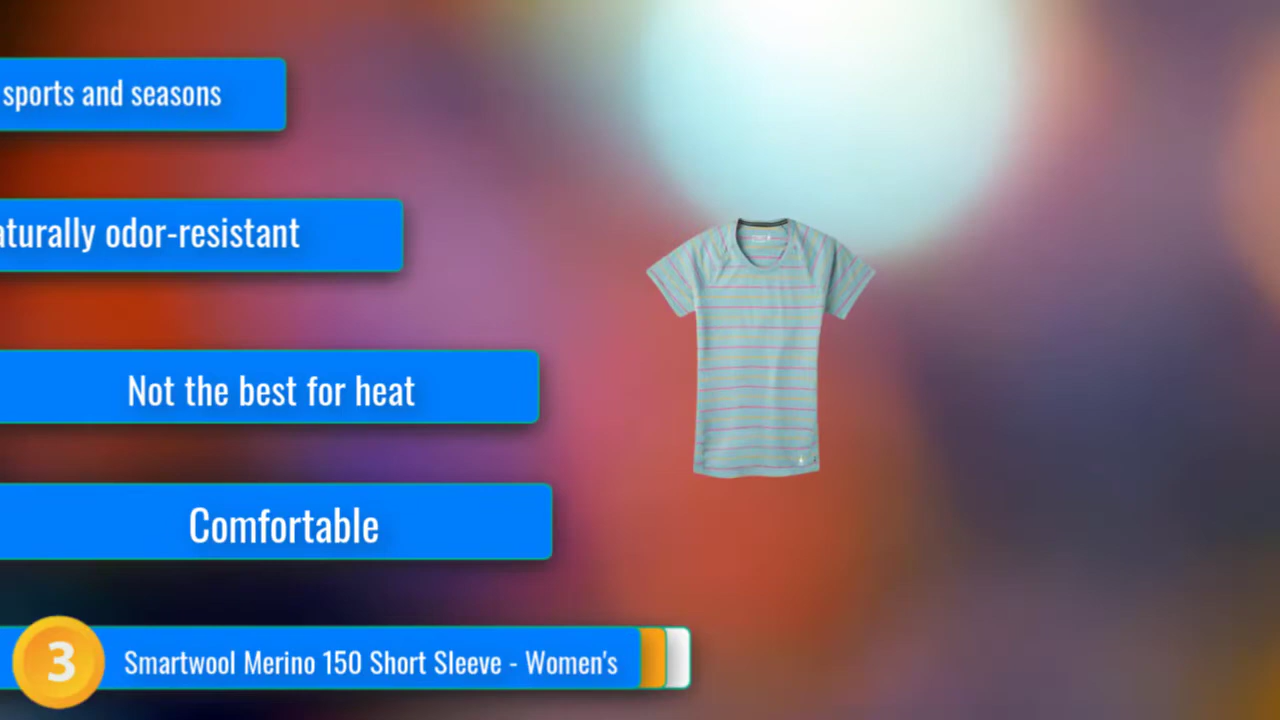 sports and seasons
aturally odor-resistant
Not the best for heat
Comfortable
3
Smartwool Merino 150 Short Sleeve - Women's